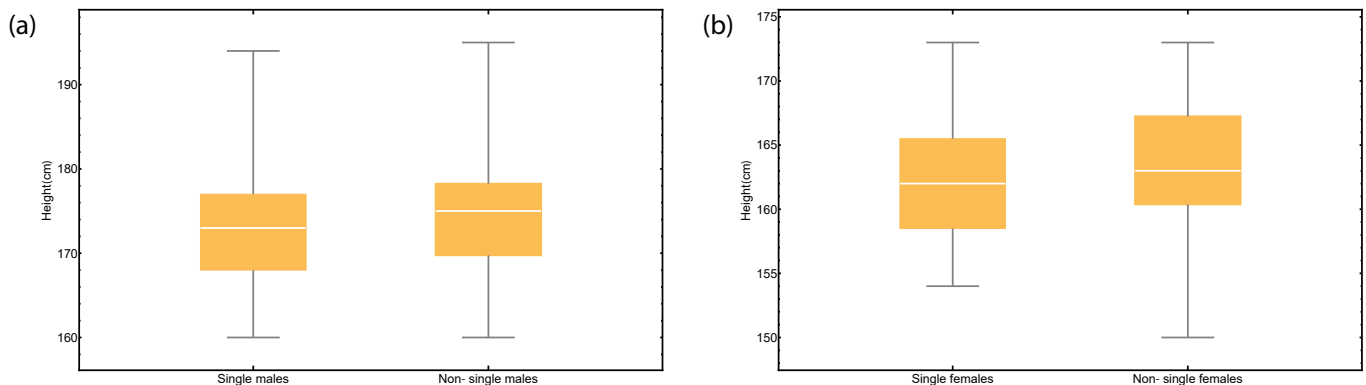 (a)
Height(cm)
190
180
170
160
Single males
Non- single males
(b)
Height(cm)
175
170
165
160
155
150
Single females
Non- single females